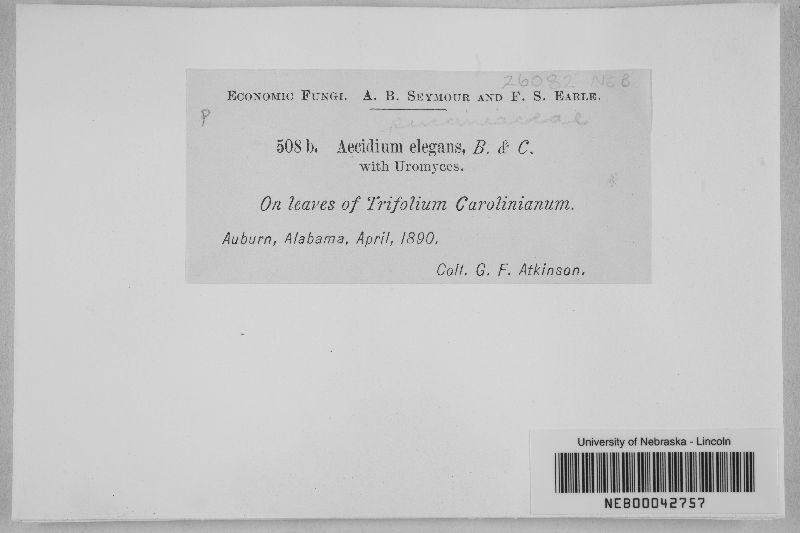 26082 NEB
Economic Fungi. A. B. Seymour and F. S. Earle.
P
pucciniaceae
508 b. Aecidium elegans, B. & C.
with Uromyces.
On leaves of Trifolium Carolinianum.
Auburn, Alabama, April, 1890.
Coll. G. F. Atkinson.
University of Nebraska - Lincoln
NEB00042757